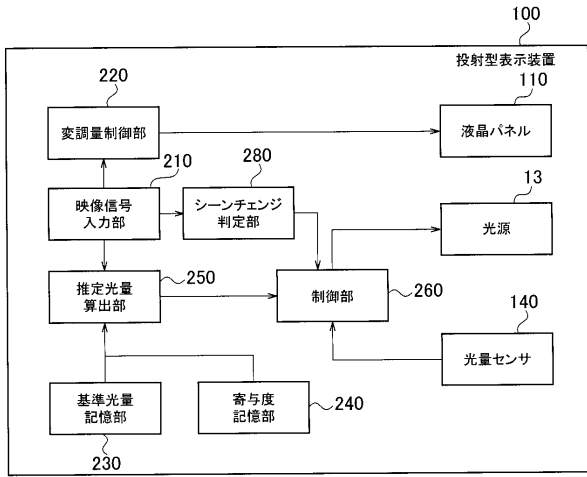 100
投射型表示装置
220
変調量制御部
110
液晶パネル
210
映像信号
入力部
280
シーンチェンジ
判定部
13
光源
250
推定光量
算出部
制御部
260
140
光量センサ
基準光量
記憶部
230
寄与度
記憶部
240